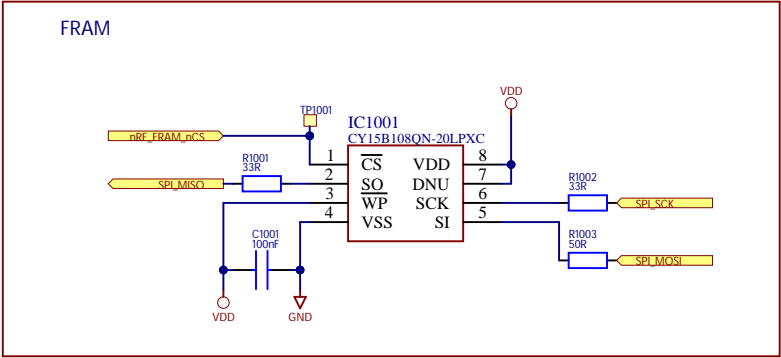 FRAM
VDD
TP1001
IC1001
CY15B108QN-20LPXC
nRF_FRAM_nCS
1 CS VDD 8
R1001
33R
SPI_MISO
2 SO DNU 7
R1002
33R
3 WP SCK 6
SPI_SCK
4 VSS SI 5
C1001
100nF
R1003
50R
SPI_MOSI
VDD
GND